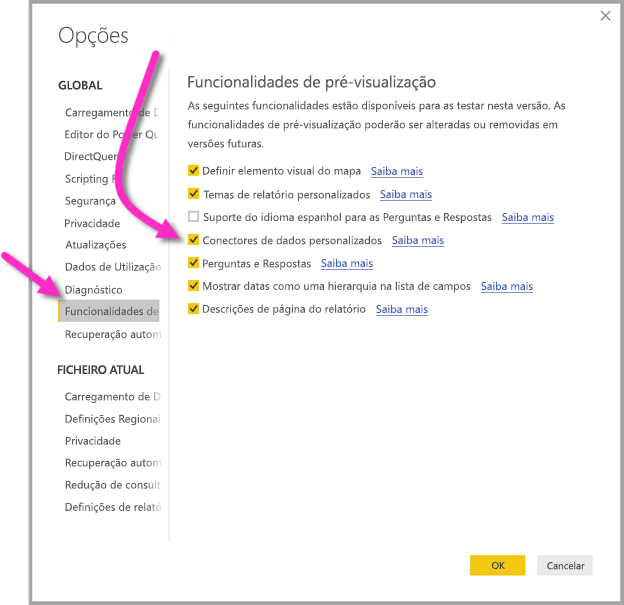 Opções
GLOBAL
Carregamento de D
Editor do Power Qu
DirectQuery
Scripting
Segurança
Privacidade
Atualizações
Dados de Utilização
Diagnóstico
Funcionalidades de
Recuperação autom
FICHEIRO ATUAL
Carregamento de D
Definições Regionai
Privacidade
Recuperação autom
Redução de consult
Definições de relató
Funcionalidades de pré-visualização
As seguintes funcionalidades estão disponíveis para as testar nesta versão. As
funcionalidades de pré-visualização poderão ser alteradas ou removidas em
versões futuras.
Definir elemento visual do mapa Saiba mais
Temas de relatório personalizados Saiba mais
Suporte do idioma espanhol para as Perguntas e Respostas Saiba mais
Conectores de dados personalizados Saiba mais
Perguntas e Respostas Saiba mais
Mostrar datas como uma hierarquia na lista de campos Saiba mais
Descrições de página do relatório Saiba mais
OK Cancelar